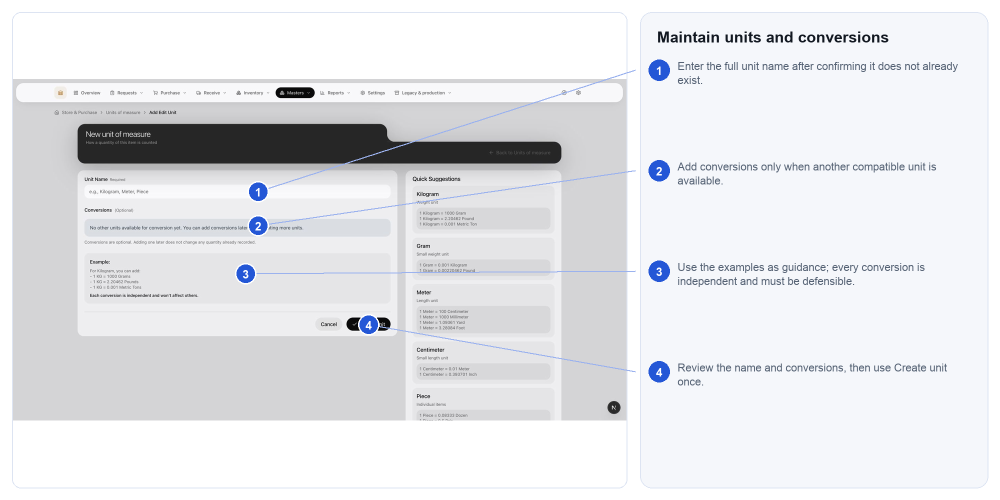 Overview Requests Purchase Receive Inventory Masters Reports Settings Legacy & production
Store & Purchase > Units of measure > Add Edit Unit
New unit of measure
How a quantity of this item is counted
← Back to Units of measure
Unit Name Required
e.g., Kilogram, Meter, Piece
1
Conversions (Optional)
No other units available for conversion yet. You can add conversions later
2
ting more units.
Conversions are optional. Adding one later does not change any quantity already recorded.
Example:
For Kilogram, you can add:
- 1 KG = 1000 Grams
- 1 KG = 2.20462 Pounds
- 1 KG = 0.001 Metric Tons
Each conversion is independent and won't affect others.
3
Cancel
4
Quick Suggestions
Kilogram
Weight unit
1 Kilogram = 1000 Gram
1 Kilogram = 2.20462 Pound
1 Kilogram = 0.001 Metric Ton
Gram
Small weight unit
1 Gram = 0.001 Kilogram
1 Gram = 0.00220462 Pound
Meter
Length unit
1 Meter = 100 Centimeter
1 Meter = 1000 Millimeter
1 Meter = 1.09361 Yard
1 Meter = 3.28084 Foot
Centimeter
Small length unit
1 Centimeter = 0.01 Meter
1 Centimeter = 0.393701 Inch
Piece
Individual items
1 Piece = 0.08333 Dozen
N
Maintain units and conversions
1 Enter the full unit name after confirming it does not already
exist.
2 Add conversions only when another compatible unit is
available.
3 Use the examples as guidance; every conversion is
independent and must be defensible.
4 Review the name and conversions, then use Create unit
once.